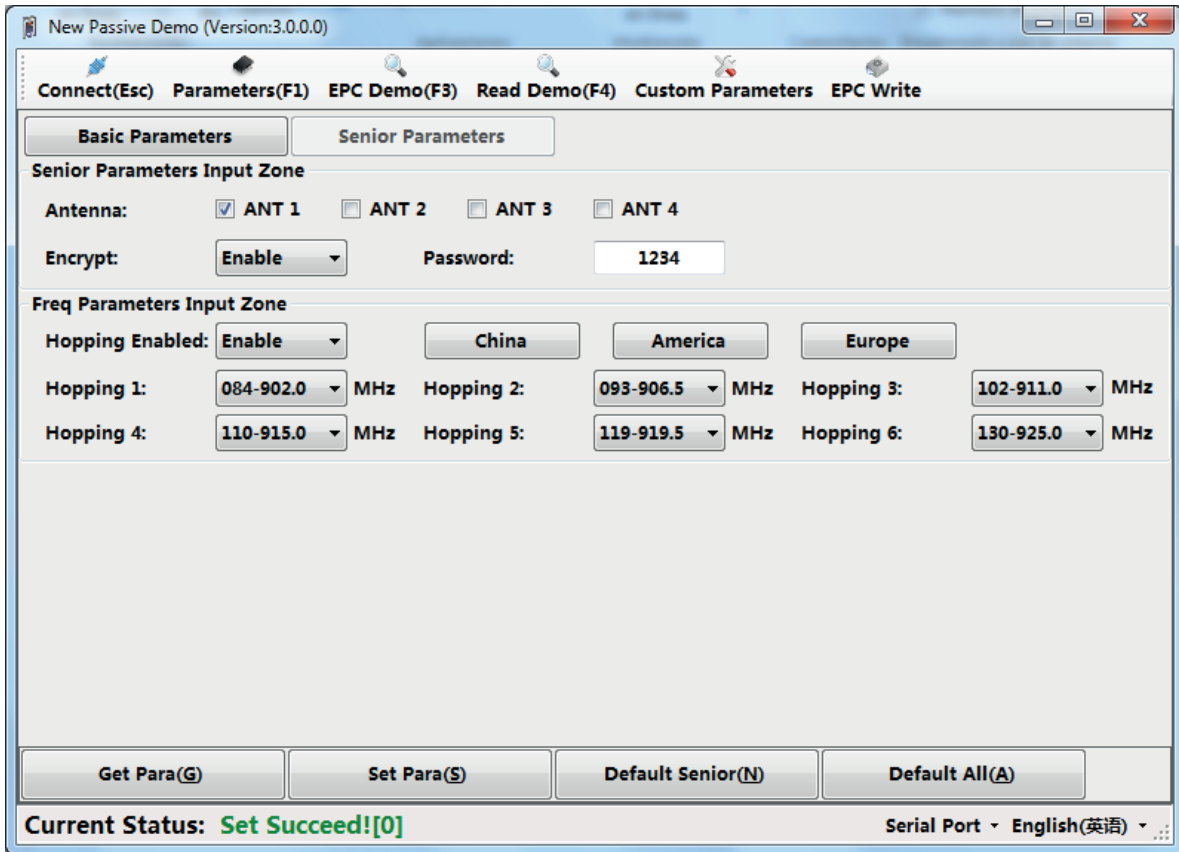 New Passive Demo (Version:3.0.0.0)
Connect(Esc) Parameters(F1) EPC Demo(F3) Read Demo(F4) Custom Parameters EPC Write
Basic Parameters Senior Parameters
Senior Parameters Input Zone
Antenna: ANT 1 ANT 2 ANT 3 ANT 4
Encrypt: Enable Password: 1234
Freq Parameters Input Zone
Hopping Enabled: Enable China America Europe
Hopping 1: 084-902.0 MHz Hopping 2: 093-906.5 MHz Hopping 3: 102-911.0 MHz
Hopping 4: 110-915.0 MHz Hopping 5: 119-919.5 MHz Hopping 6: 130-925.0 MHz
Get Para(G) Set Para(S) Default Senior(N) Default All(A)
Current Status: Set Succeed![0] Serial Port English(英语)